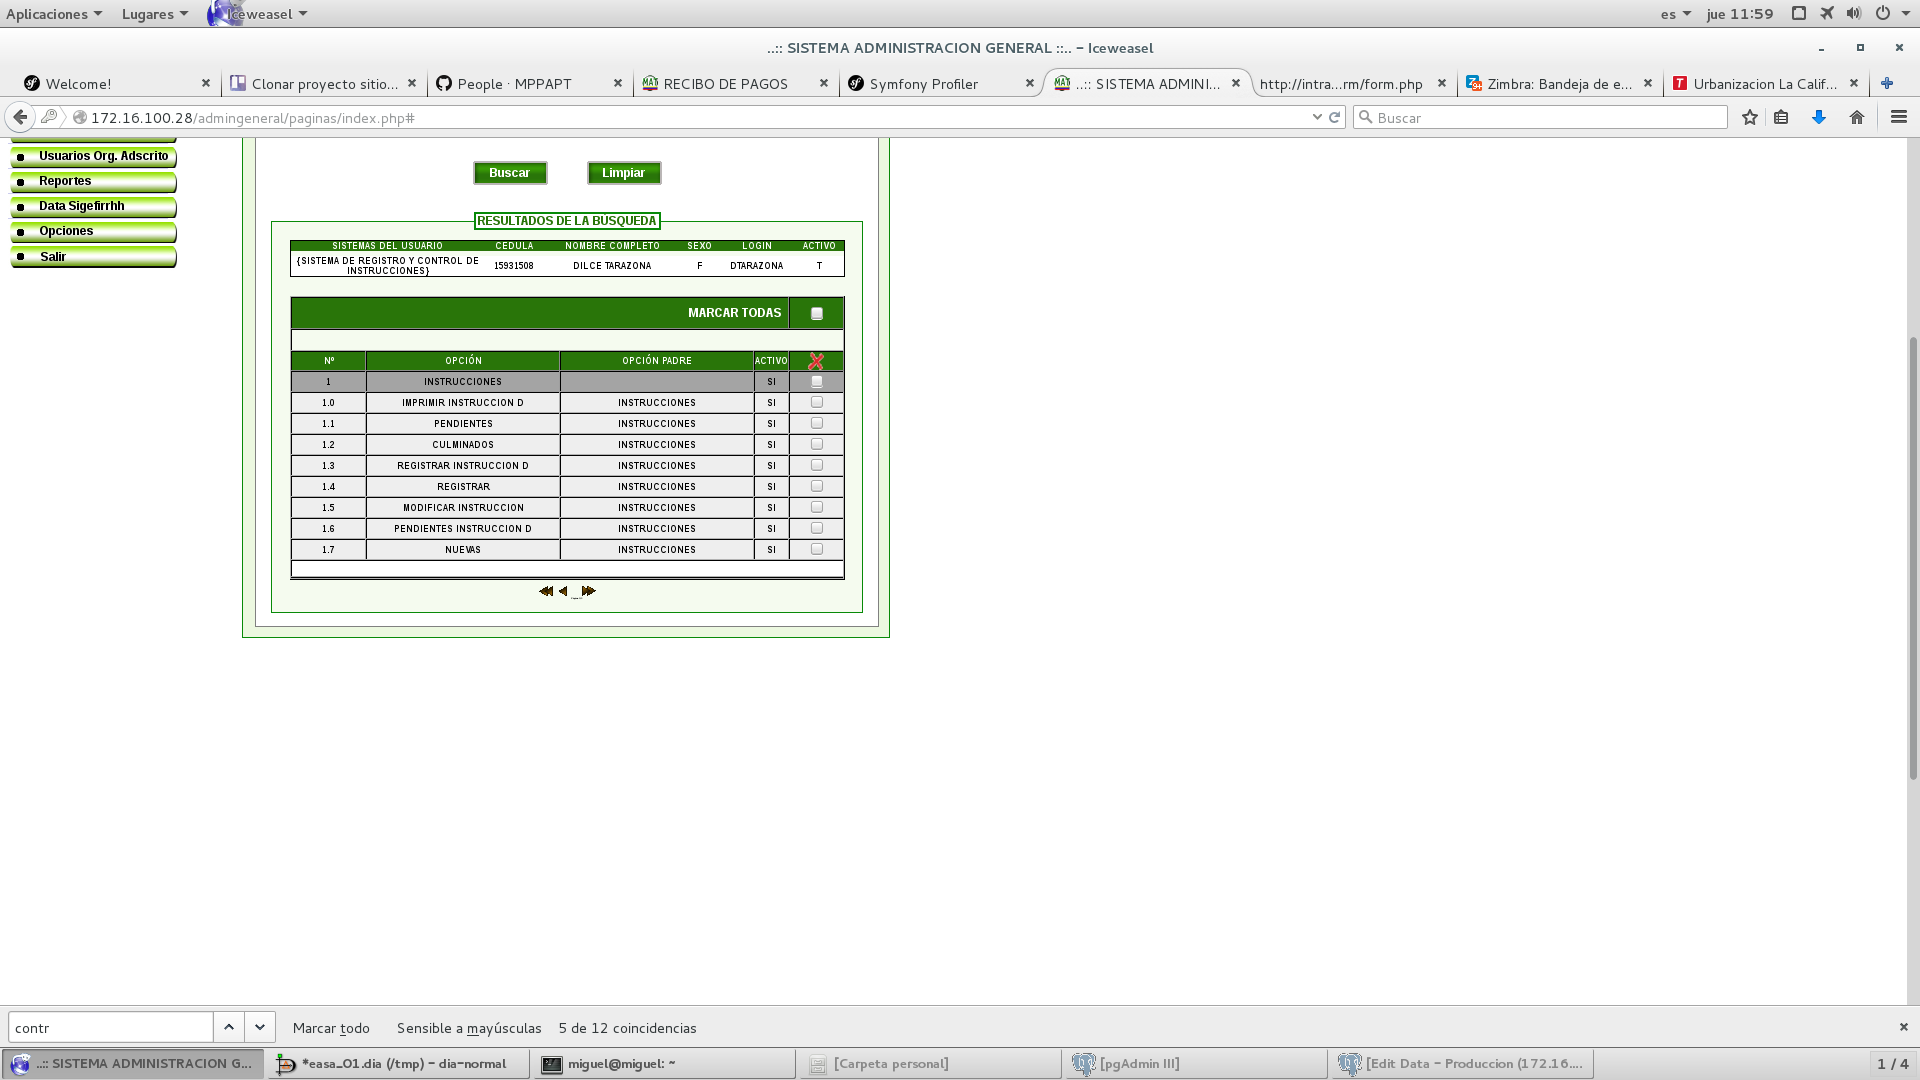 Aplicaciones Lugares Iceweasel es jue 11:59
..:: SISTEMA ADMINISTRACION GENERAL ::.. - Iceweasel
Welcome! Clonar proyecto sitio... People · MPPAPT RECIBO DE PAGOS Symfony Profiler ..:: SISTEMA ADMINI... http://intra...rm/form.php Zimbra: Bandeja de e... Urbanizacion La Calif...
172.16.100.28/admingeneral/paginas/index.php# Buscar
Usuarios Org. Adscrito
Reportes
Data Sigefirrhh
Opciones
Salir
Buscar Limpiar
RESULTADOS DE LA BÚSQUEDA
SISTEMAS DEL USUARIO CEDULA NOMBRE COMPLETO SEXO LOGIN ACTIVO
{SISTEMA DE REGISTRO Y CONTROL DE
INSTRUCCIONES} 15931508 DILCE TARAZONA F DTARAZONA T
MARCAR TODAS
Nº OPCIÓN OPCIÓN PADRE ACTIVO
1 INSTRUCCIONES SI
1.0 IMPRIMIR INSTRUCCION D INSTRUCCIONES SI
1.1 PENDIENTES INSTRUCCIONES SI
1.2 CULMINADOS INSTRUCCIONES SI
1.3 REGISTRAR INSTRUCCION D INSTRUCCIONES SI
1.4 REGISTRAR INSTRUCCIONES SI
1.5 MODIFICAR INSTRUCCION INSTRUCCIONES SI
1.6 PENDIENTES INSTRUCCION D INSTRUCCIONES SI
1.7 NUEVAS INSTRUCCIONES SI
contr Marcar todo Sensible a mayúsculas 5 de 12 coincidencias
..:: SISTEMA ADMINISTRACION G... *easa_01.dia (/tmp) - dia-normal miguel@miguel: ~ [Carpeta personal] [pgAdmin III] [Edit Data - Produccion (172.16.... 1 / 4